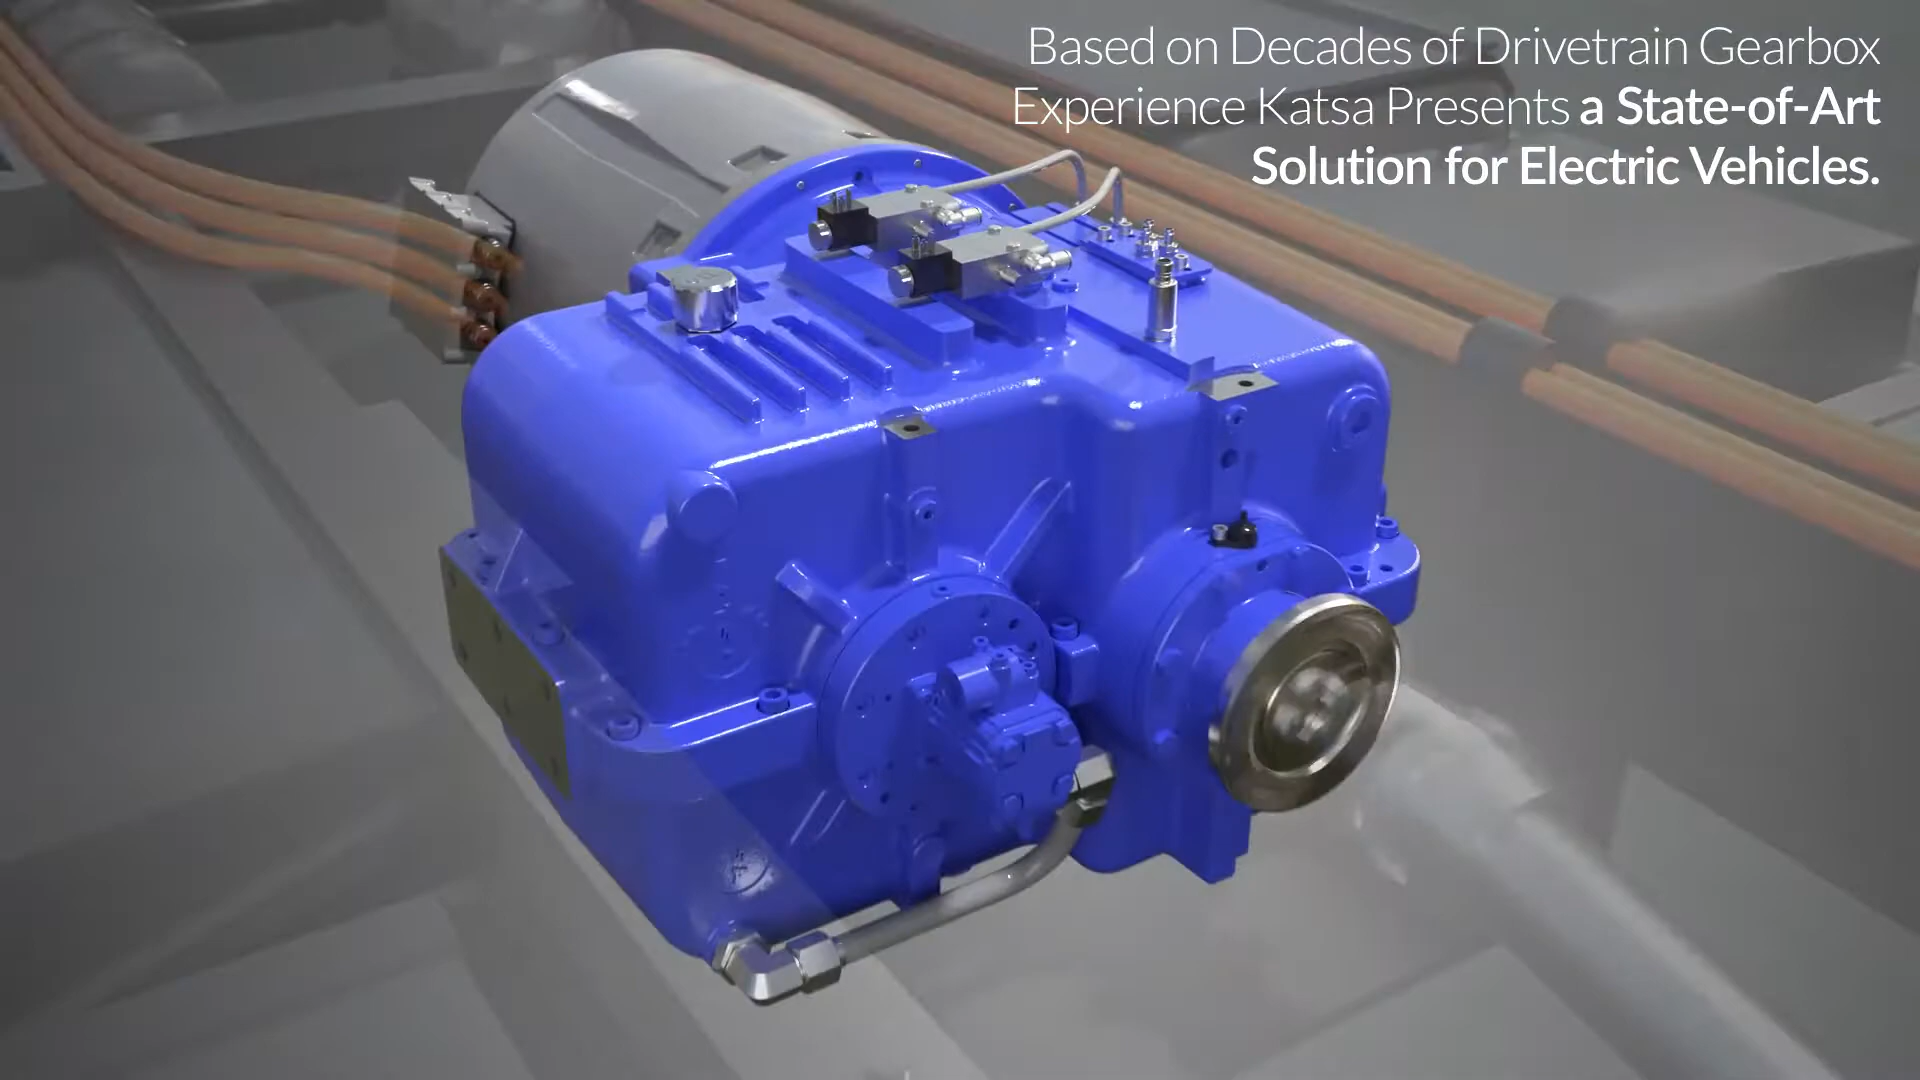 Based on Decades of Drivetrain Gearbox
Experience Katsa Presents a State-of-Art
Solution for Electric Vehicles.